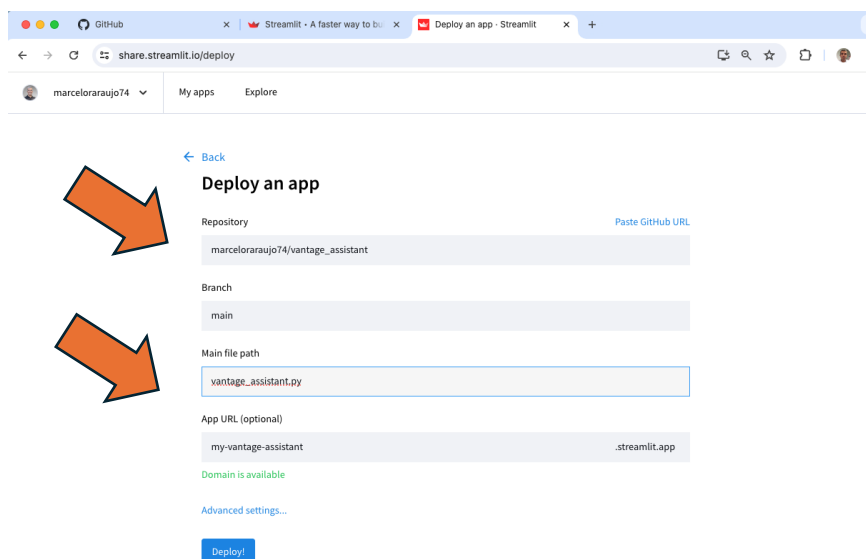 GitHub
Streamlit • A faster way to bu
Deploy an app · Streamlit
share.streamlit.io/deploy
marceloraraujo74 My apps Explore
Back
Deploy an app
Repository Paste GitHub URL
marceloraraujo74/vantage_assistant
Branch
main
Main file path
vantage_assistant.py
App URL (optional)
my-vantage-assistant .streamlit.app
Domain is available
Advanced settings...
Deploy!